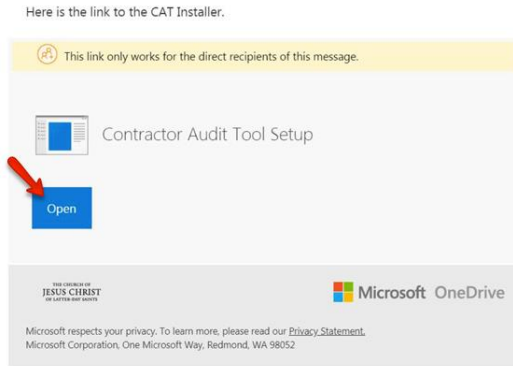 Here is the link to the CAT Installer.
This link only works for the direct recipients of this message.
Contractor Audit Tool Setup
Open
THE CHURCH OF
JESUS CHRIST
OF LATTER-DAY SAINTS
Microsoft OneDrive
Microsoft respects your privacy. To learn more, please read our Privacy Statement.
Microsoft Corporation, One Microsoft Way, Redmond, WA 98052